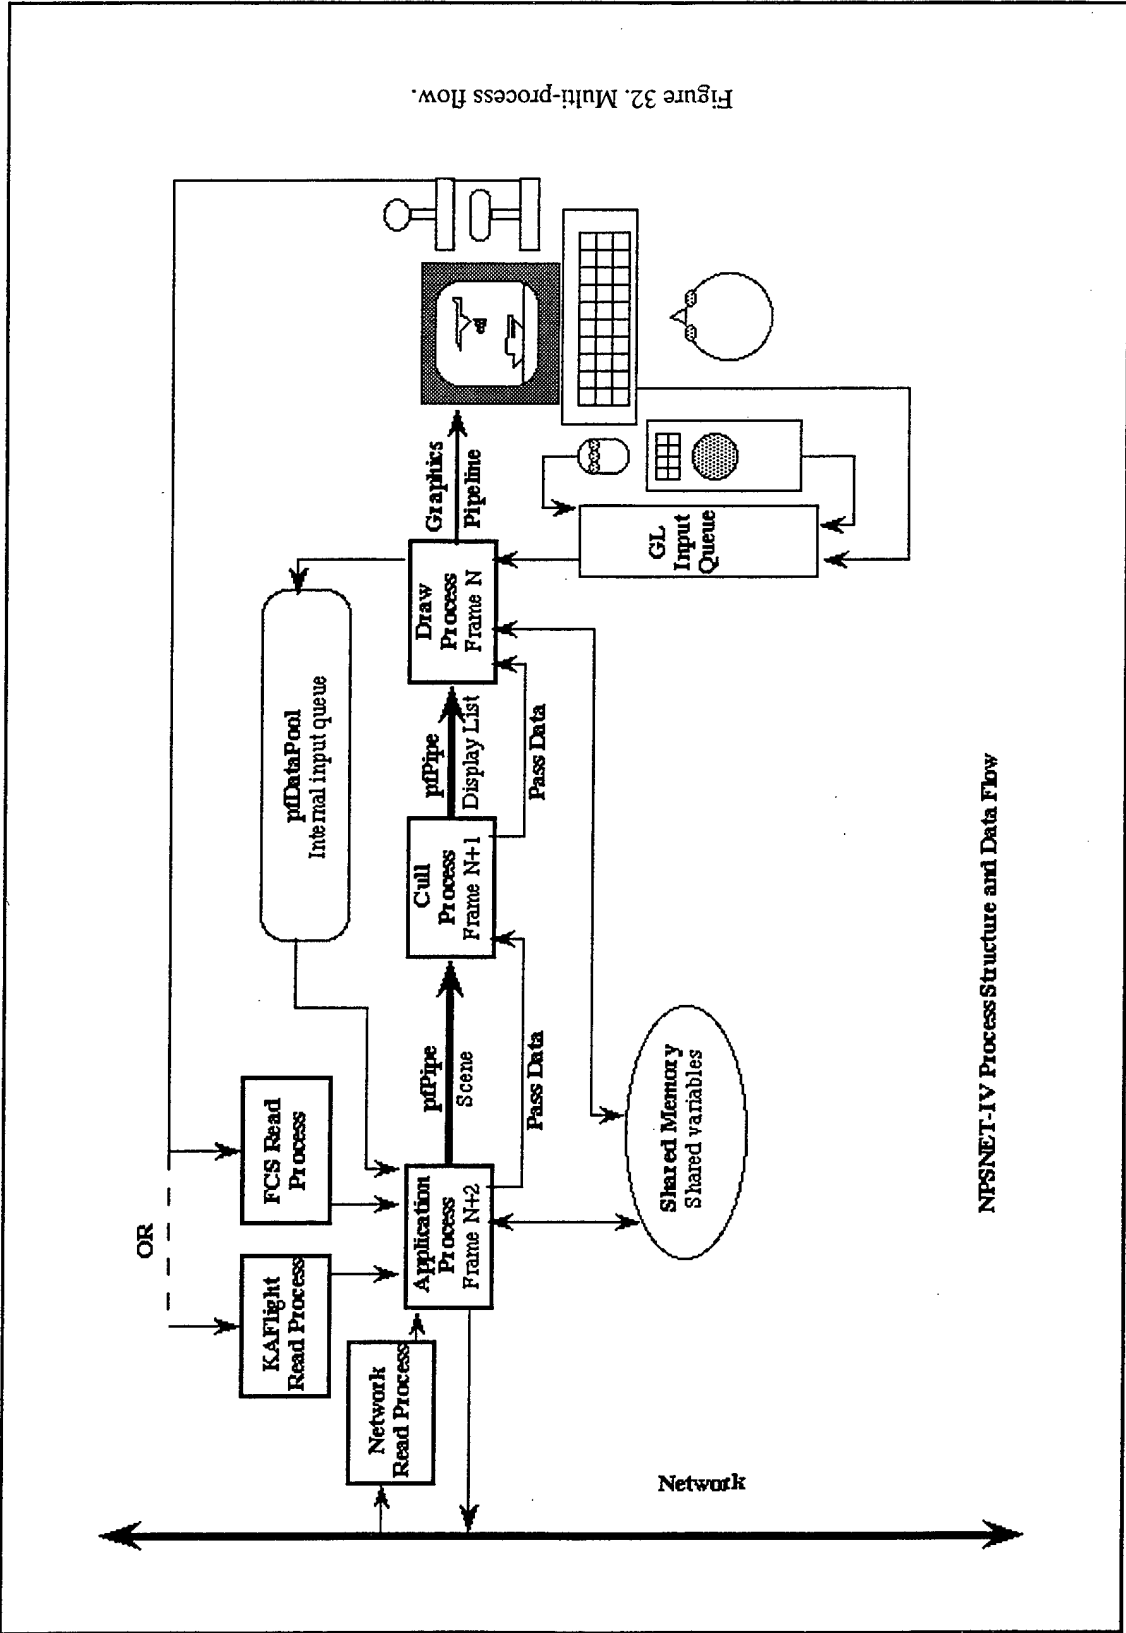 OR
KAFlight
Read Process
FCS Read
Process
pfDataPool
Internal input queue
Network
Read Process
Application
Process
Frame N+2
pfPipe
Scene
Pass Data
Cull
Process
Frame N+1
pfPipe
Display List
Pass Data
Draw
Process
Frame N
Graphics
Pipeline
GL
Input
Queue
Shared Memory
Shared variables
Network
NPSNET-IV Process Structure and Data Flow
Figure 32. Multi-process flow.